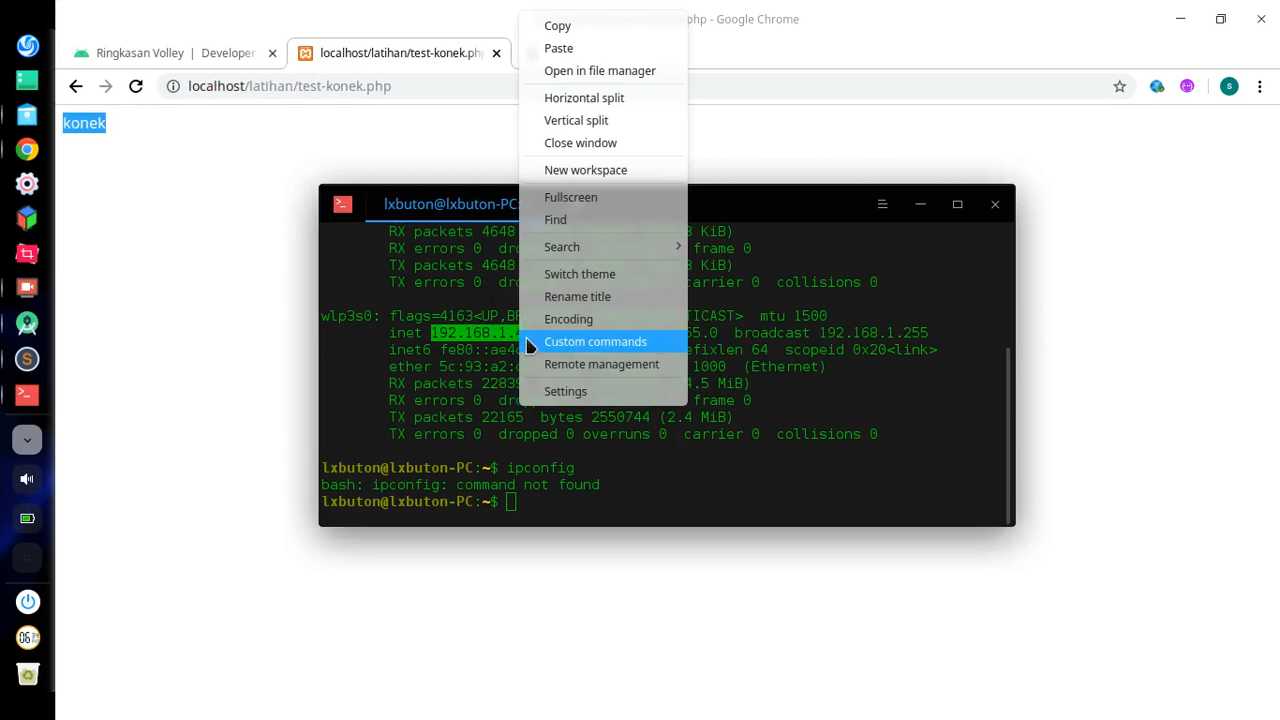 php - Google Chrome
Ringkasan Volley | Developer
localhost/latihan/test-konek.php
localhost/latihan/test-konek.php
S
konek
Copy
Paste
Open in file manager
Horizontal split
Vertical split
Close window
New workspace
Fullscreen
Find
Search
Switch theme
Rename title
Encoding
Custom commands
Remote management
Settings
lxbuton@lxbuton-PC:
RX packets 4648 KiB)
RX errors 0 frame 0
TX packets 4648 KiB)
TX errors 0 carrier 0 collisions 0
wlp3s0: flags=4163<UP, mtu 1500
inet 192.168.1. broadcast 192.168.1.255
inet6 64 scopeid 0x20<link>
ether 5c:93:a2: 1000 (Ethernet)
RX packets MiB)
RX errors 0 frame 0
TX packets 22165 bytes 2550744 (2.4 MiB)
TX errors 0 dropped 0 overruns 0 carrier 0 collisions 0
lxbuton@lxbuton-PC:~$ ipconfig
bash: ipconfig: command not found
lxbuton@lxbuton-PC:~$